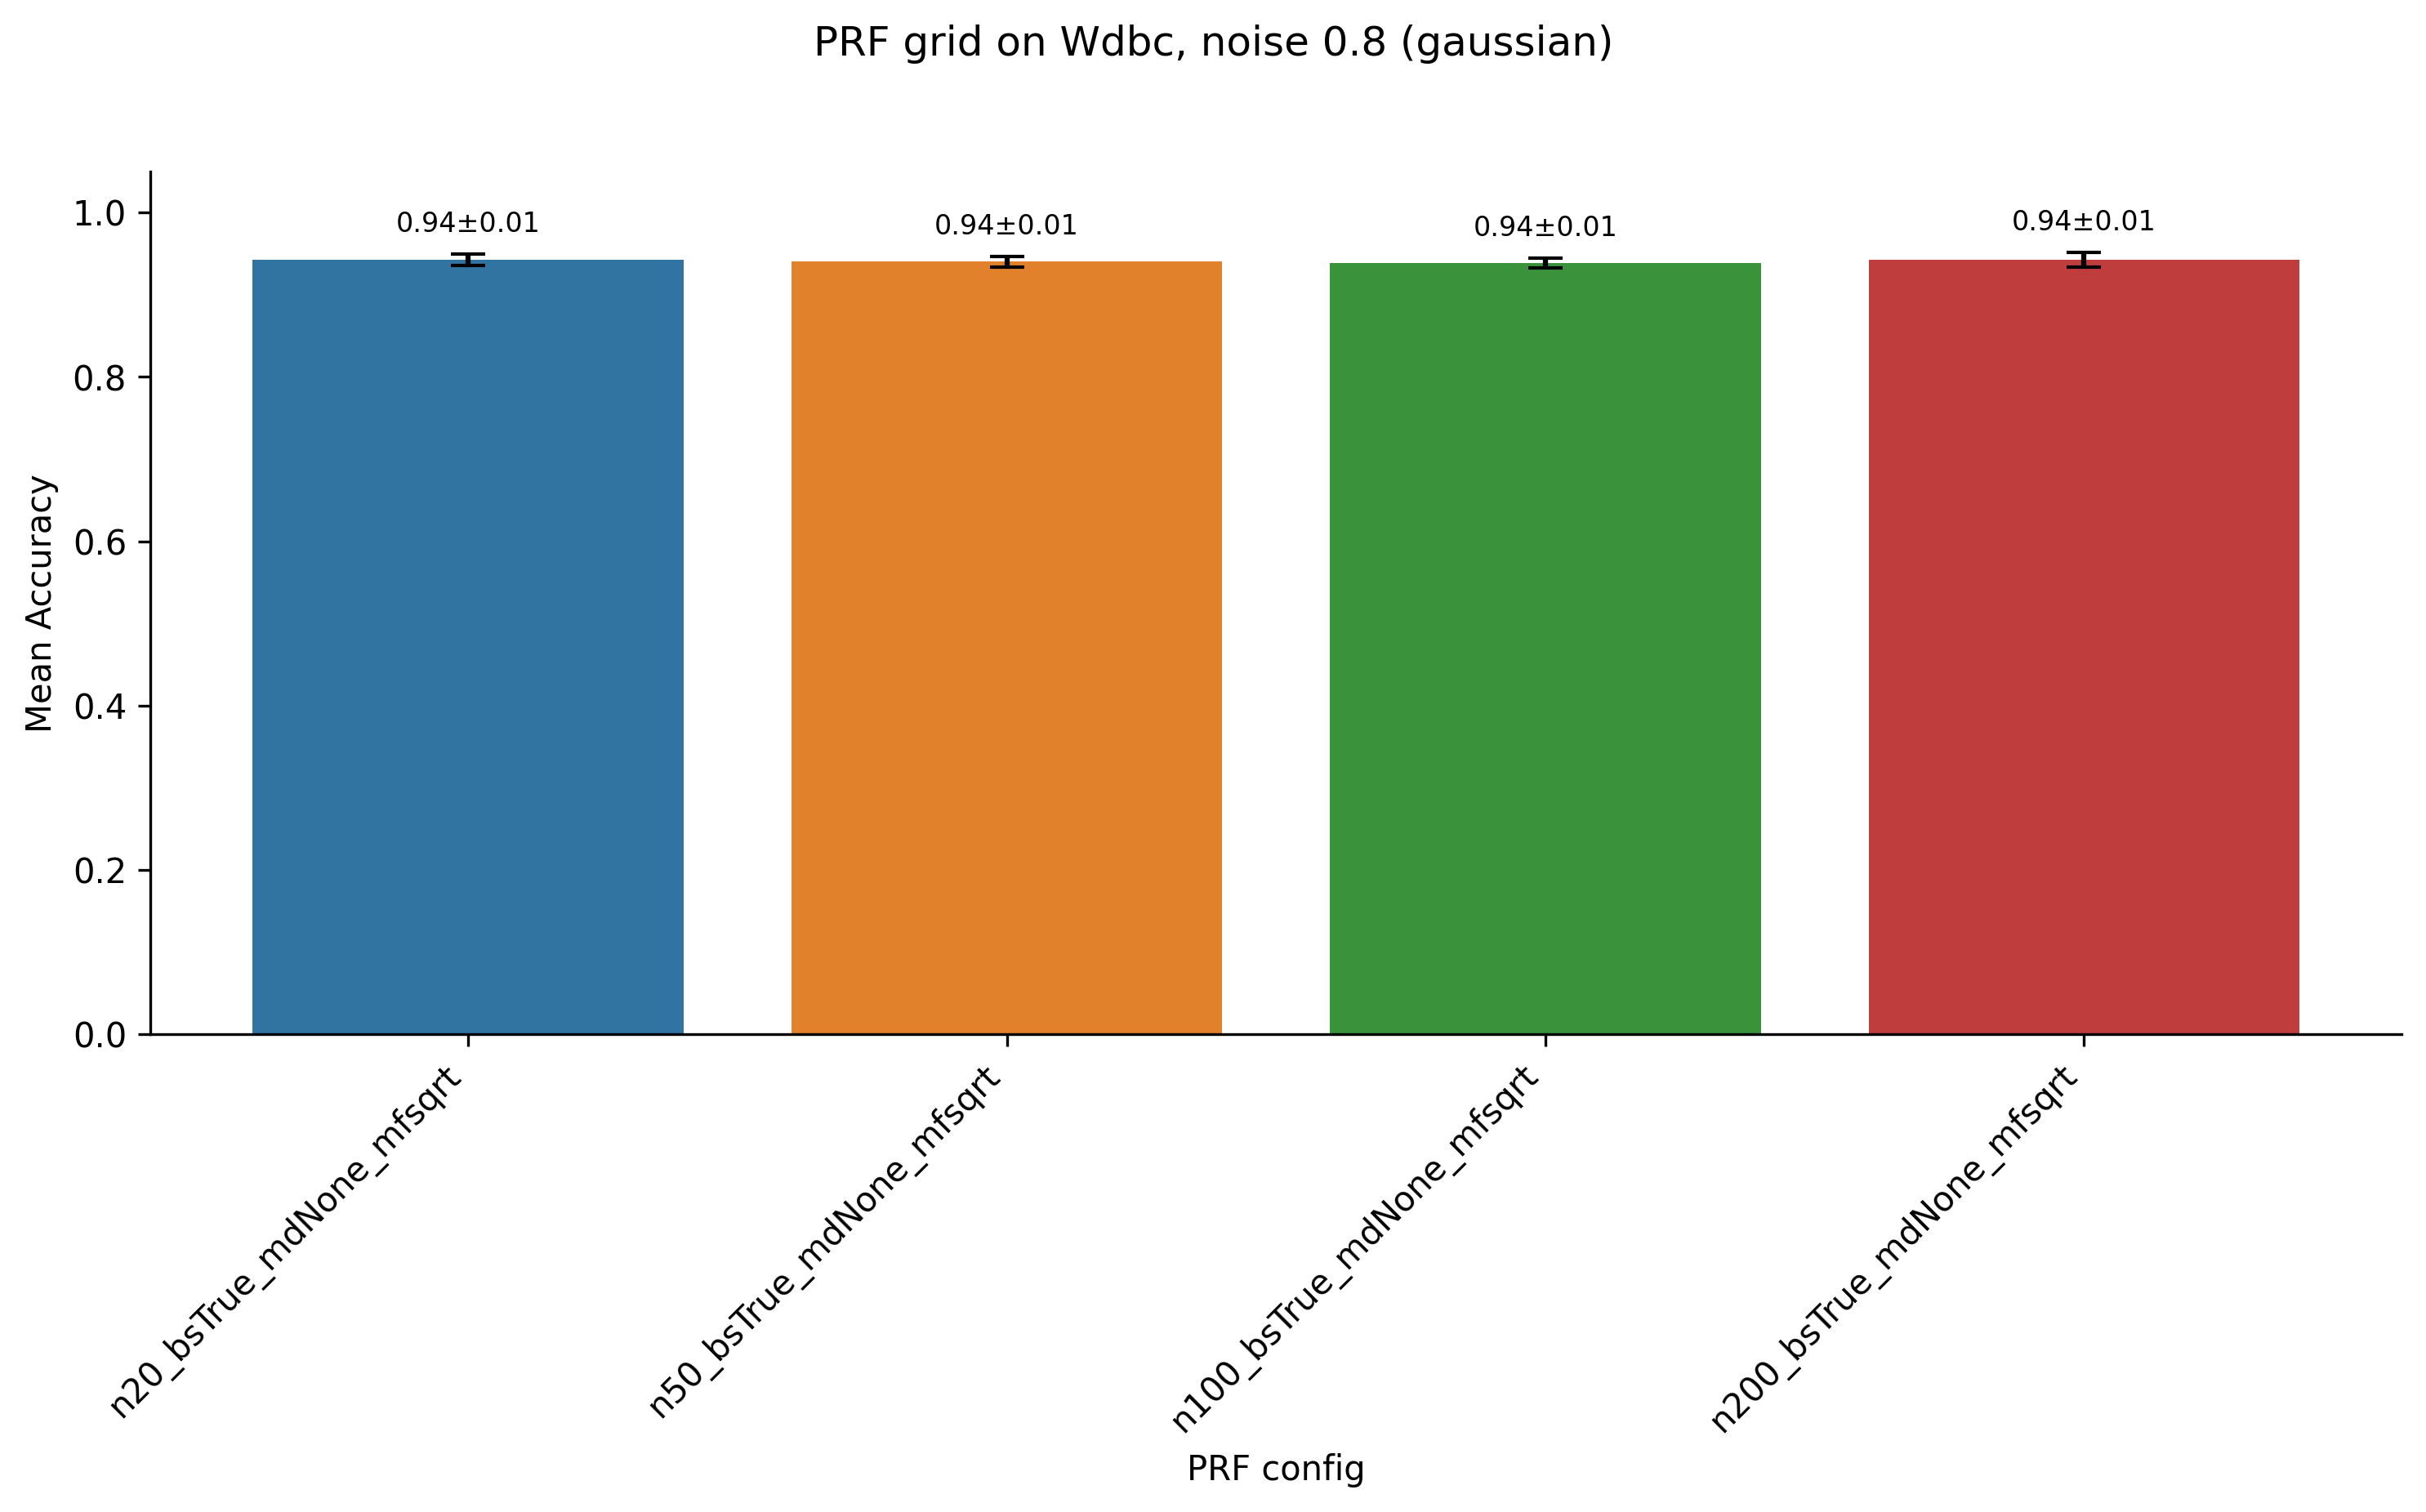 PRF grid on Wdbc, noise 0.8 (gaussian)
Mean Accuracy
1.0
0.8
0.6
0.4
0.2
0.0
0.94±0.01
0.94±0.01
0.94±0.01
0.94±0.01
n20_bsTrue_mdNone_mfsqrt
n50_bsTrue_mdNone_mfsqrt
n100_bsTrue_mdNone_mfsqrt
n200_bsTrue_mdNone_mfsqrt
PRF config